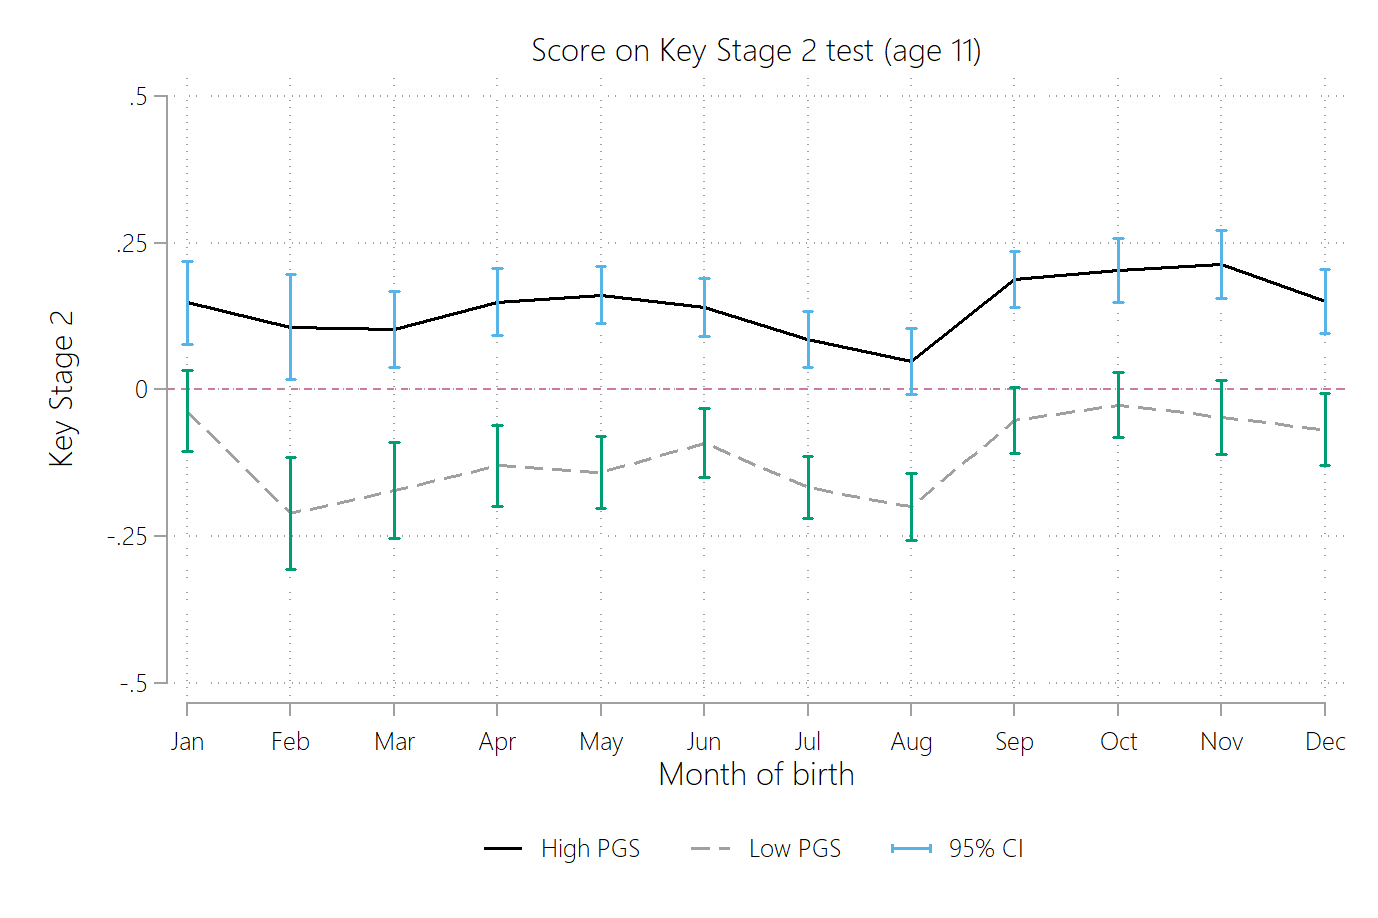 Score on Key Stage 2 test (age 11)
.5
.25
0
-.25
-.5
Key Stage 2
Jan Feb Mar Apr May Jun Jul Aug Sep Oct Nov Dec
Month of birth
High PGS Low PGS 95% CI